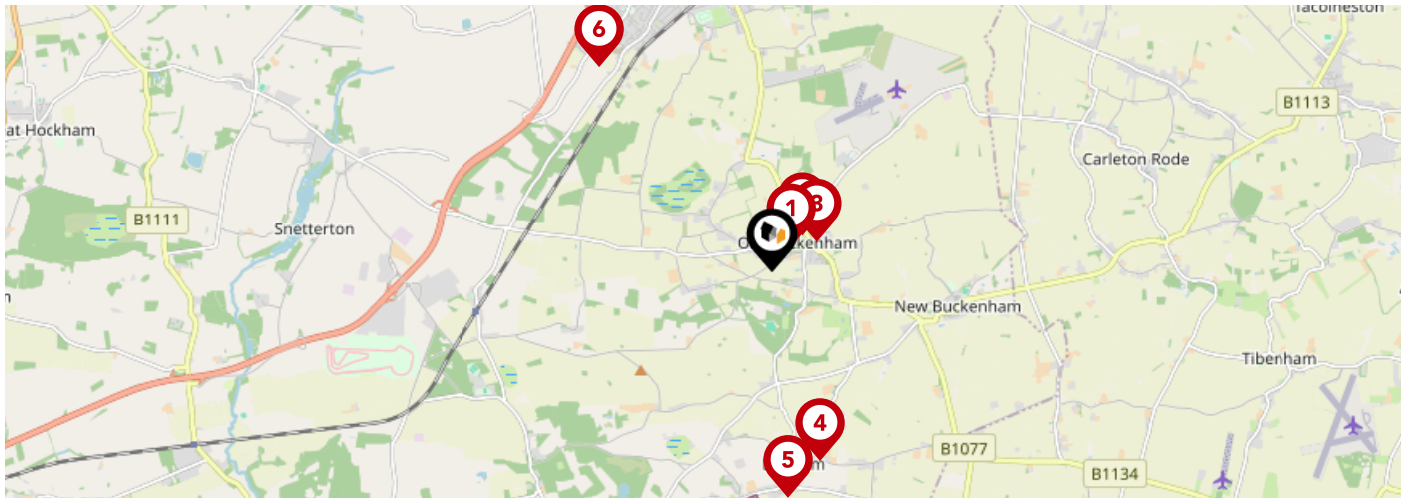 Tacolneston
6
B1113
at Hockham
Carleton Rode
1
3
B1111
Snetterton
New Buckenham
Tibenham
4
B1077
5
B1134